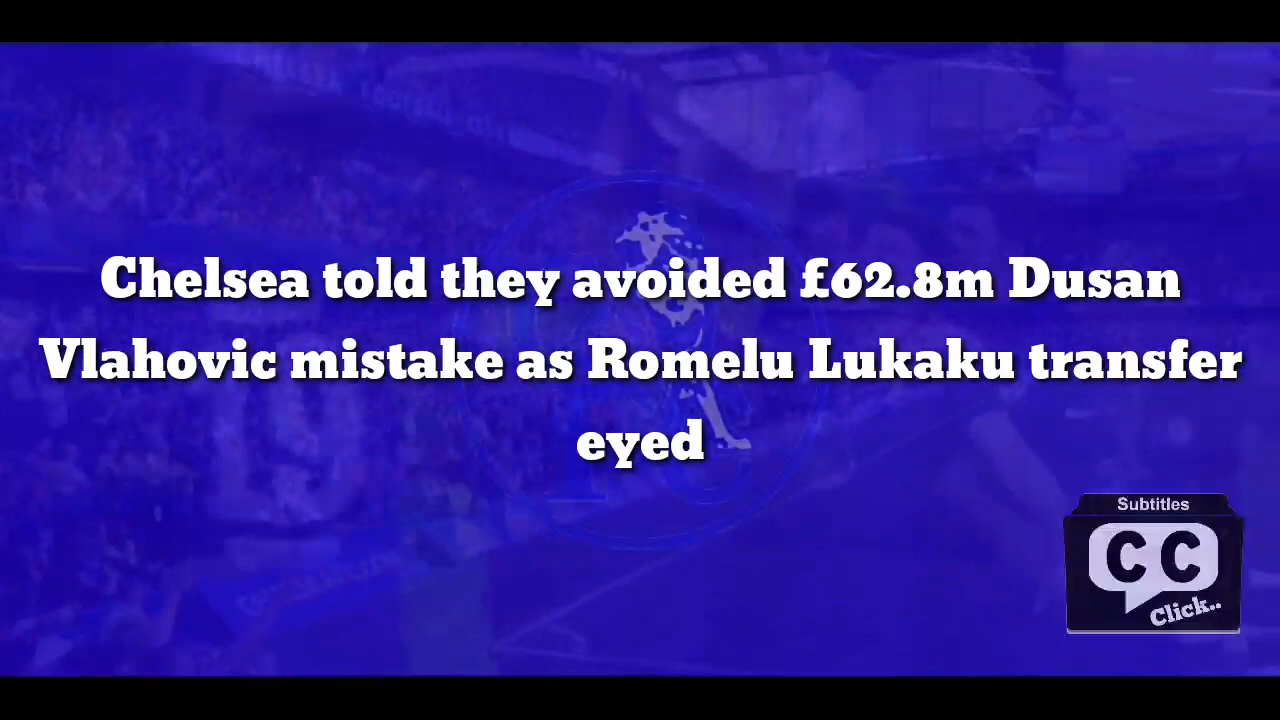 Chelsea told they avoided £62.8m Dusan
Vlahovic mistake as Romelu Lukaku transfer
eyed
Subtitles
CC
Click..